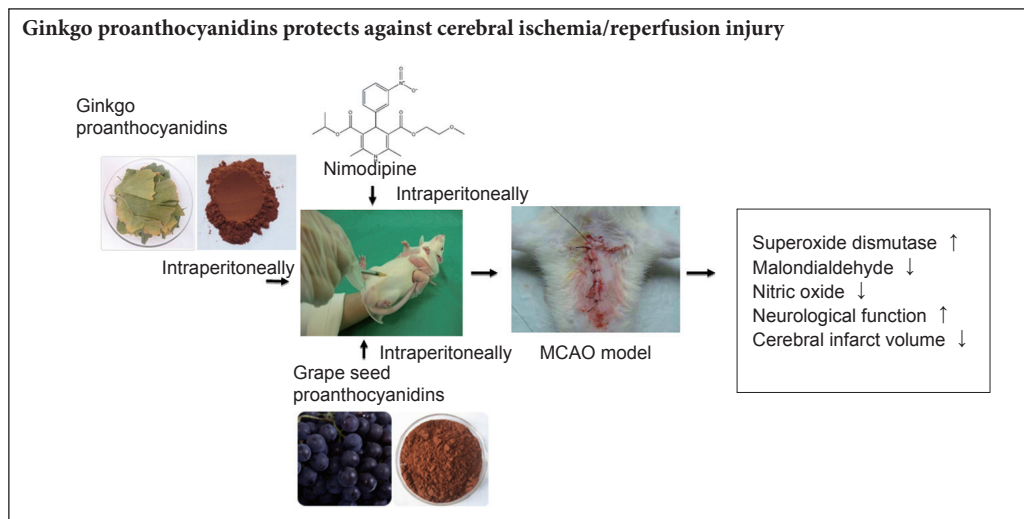 Ginkgo proanthocyanidins protects against cerebral ischemia/reperfusion injury
Ginkgo
proanthocyanidins
Nimodipine
Intraperitoneally
Intraperitoneally
Intraperitoneally
Grape seed
proanthocyanidins
MCAO model
Superoxide dismutase ↑
Malondialdehyde ↓
Nitric oxide ↓
Neurological function ↑
Cerebral infarct volume ↓